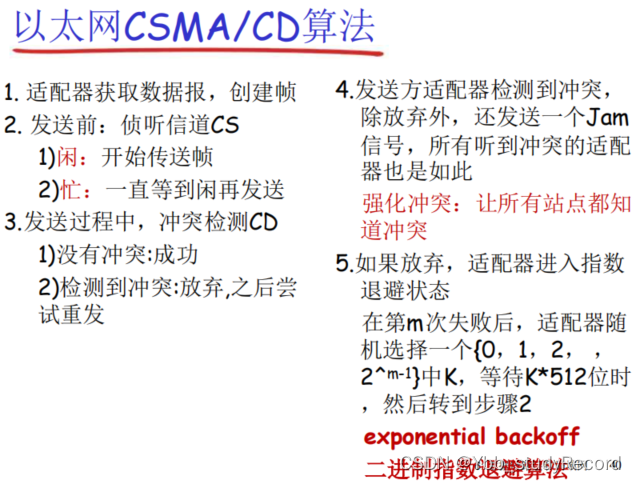 以太网CSMA/CD算法
1. 适配器获取数据报，创建帧
2. 发送前：侦听信道CS
1)闲：开始传送帧
2)忙：一直等到闲再发送
3.发送过程中，冲突检测CD
1)没有冲突:成功
2)检测到冲突:放弃,之后尝
试重发
4.发送方适配器检测到冲突，
除放弃外，还发送一个Jam
信号，所有听到冲突的适配
器也是如此
强化冲突：让所有站点都知
道冲突
5.如果放弃，适配器进入指数
退避状态
在第m次失败后，适配器随
机选择一个{0，1，2， ，
2^m-1}中K，等待K*512位时
，然后转到步骤2
exponential backoff
二进制指数退避算法